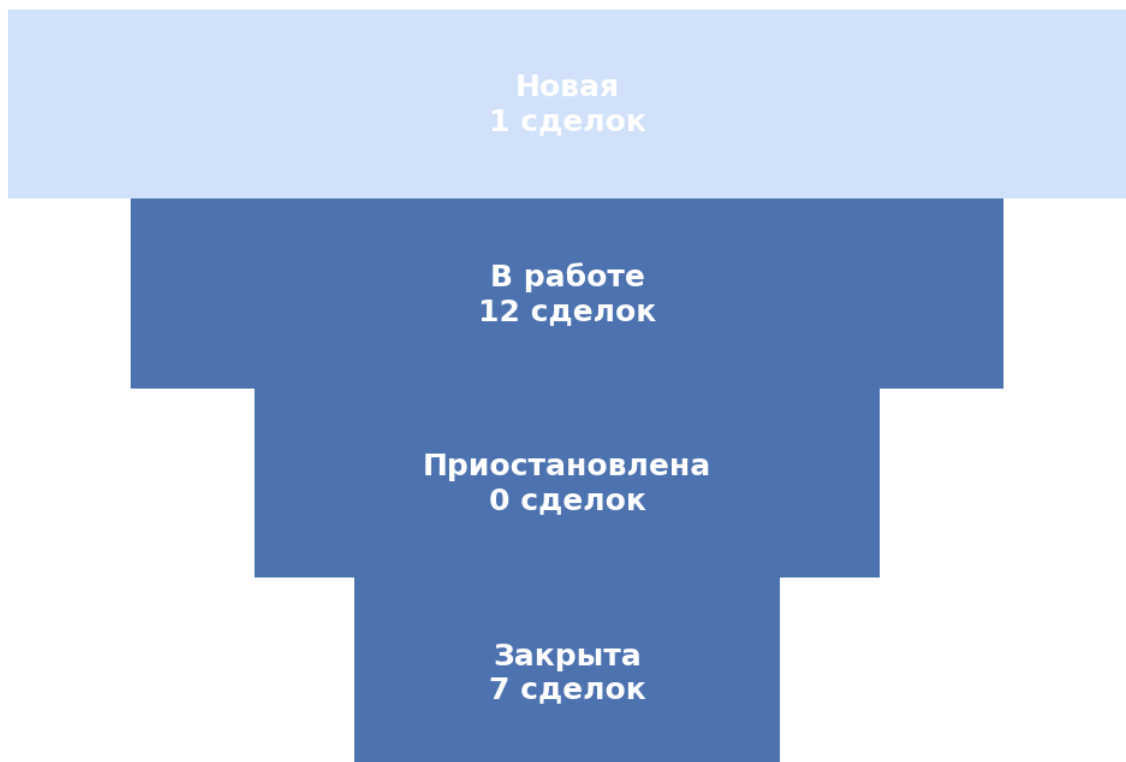 Новая
1 сделок
В работе
12 сделок
Приостановлена
0 сделок
Закрыта
7 сделок